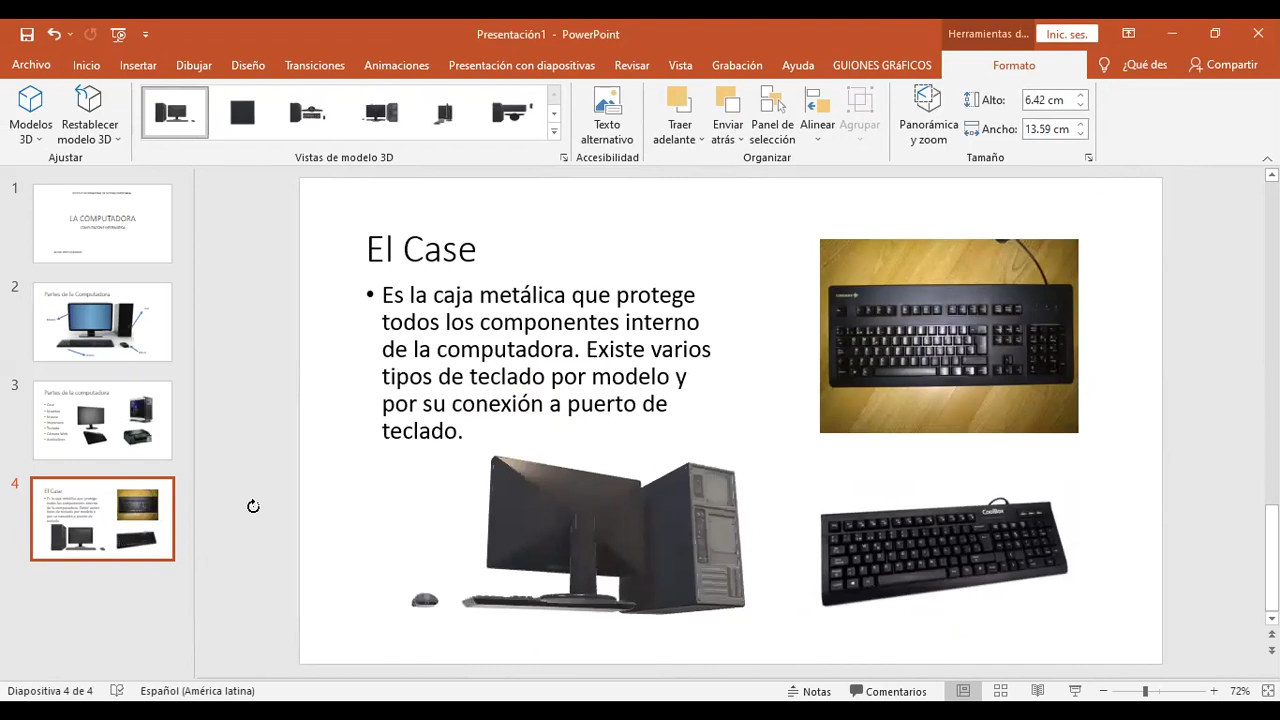 Presentación1 - PowerPoint
Herramientas d...
Inic. ses.
Archivo Inicio Insertar Dibujar Diseño Transiciones Animaciones Presentación con diapositivas Revisar Vista Grabación Ayuda GUIONES GRáFICOS Formato ¿Qué des Compartir
Modelos 3D
Restablecer modelo 3D
Ajustar
Vistas de modelo 3D
Texto alternativo
Accesibilidad
Traer adelante
Enviar atrás
Panel de selección
Alinear
Agrupar
Organizar
Panorámica y zoom
Alto: 6.42 cm
Ancho: 13.59 cm
Tamaño
1
LA COMPUTADORA
2
Partes de la Computadora
3
Partes de la computadora
4
El Case
El Case
• Es la caja metálica que protege
todos los componentes interno
de la computadora. Existe varios
tipos de teclado por modelo y
por su conexión a puerto de
teclado.
CoolBox
Diapositiva 4 de 4 Español (América latina) Notas Comentarios 72%